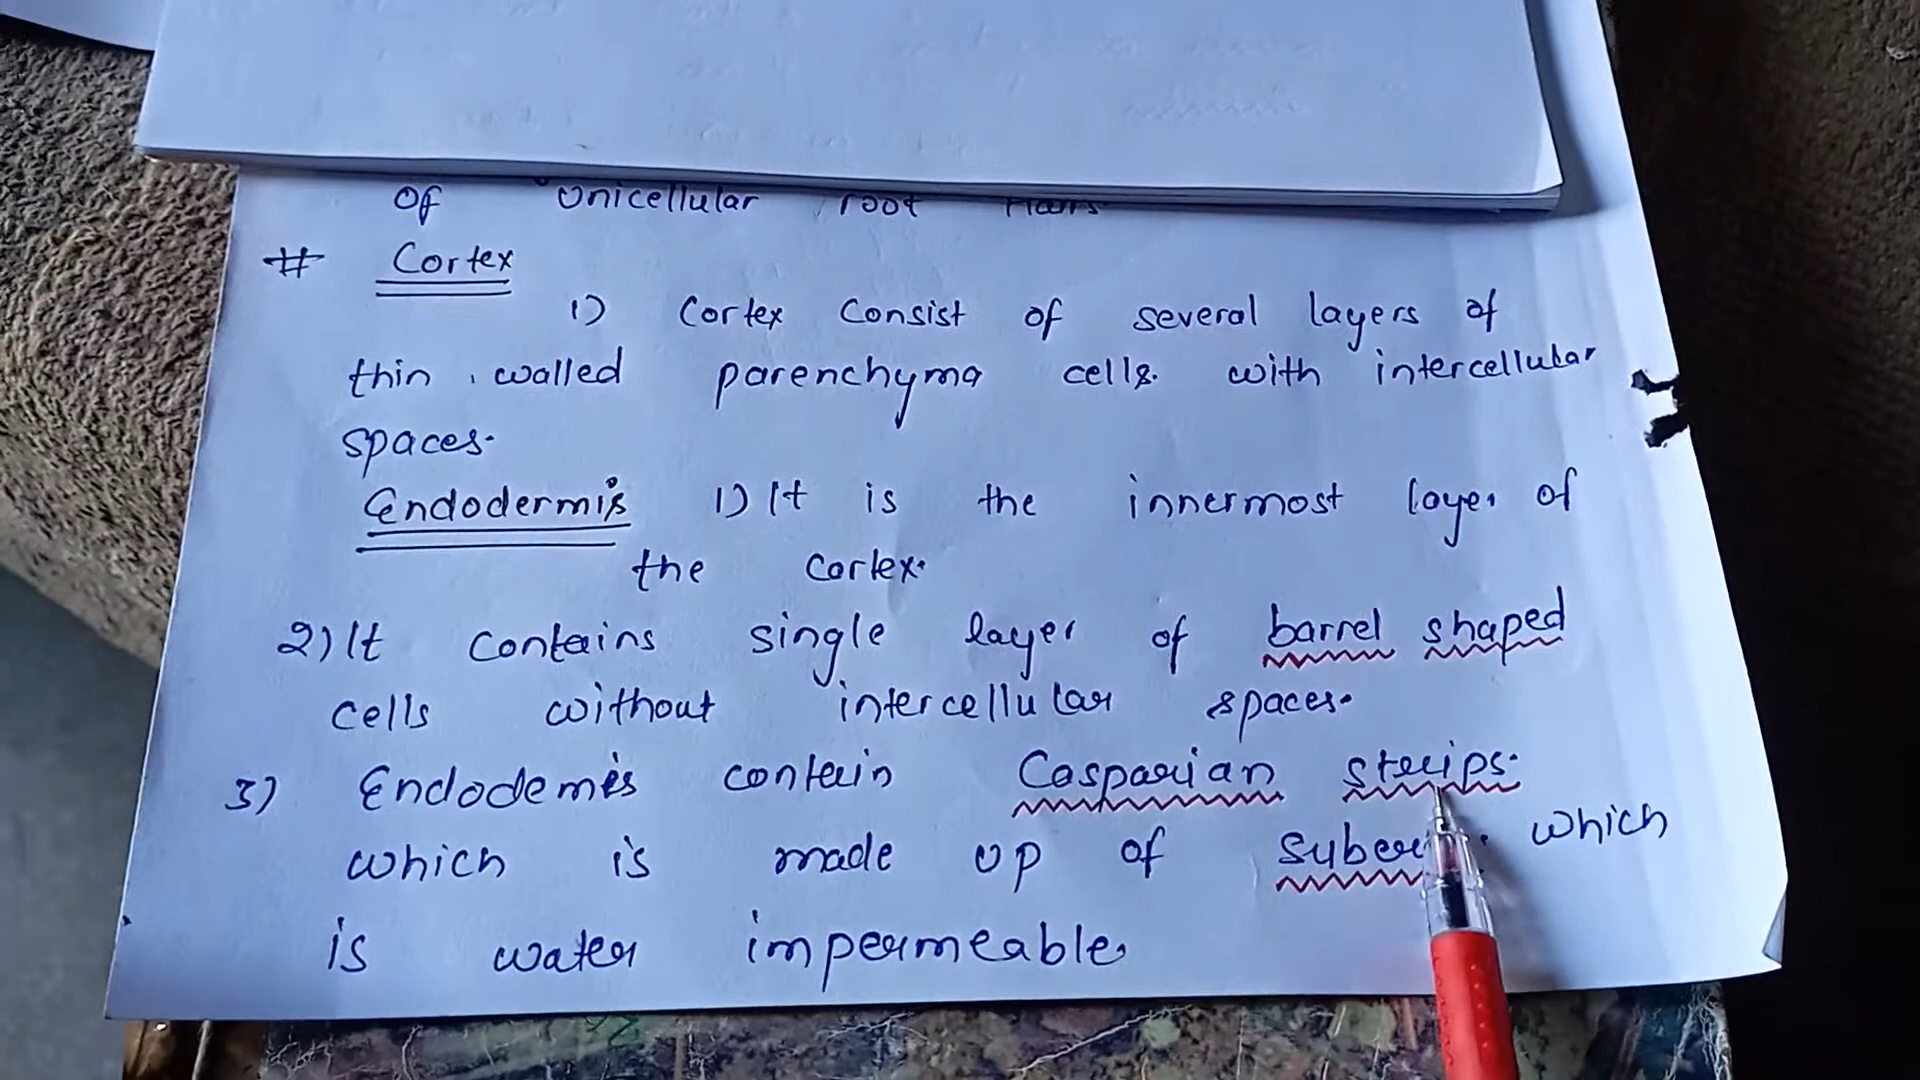 of unicellular root Hairs
# Cortex
1) Cortex Consist of several layers of
thin walled parenchyma cells. with intercellular
spaces.
Endodermis 1) It is the innermost layer of
the cortex.
2) It contains single layer of barrel shaped
cells without intercellular spaces.
3) Endodemis contain Casparian strips.
which is made up of which
is water impermeable.